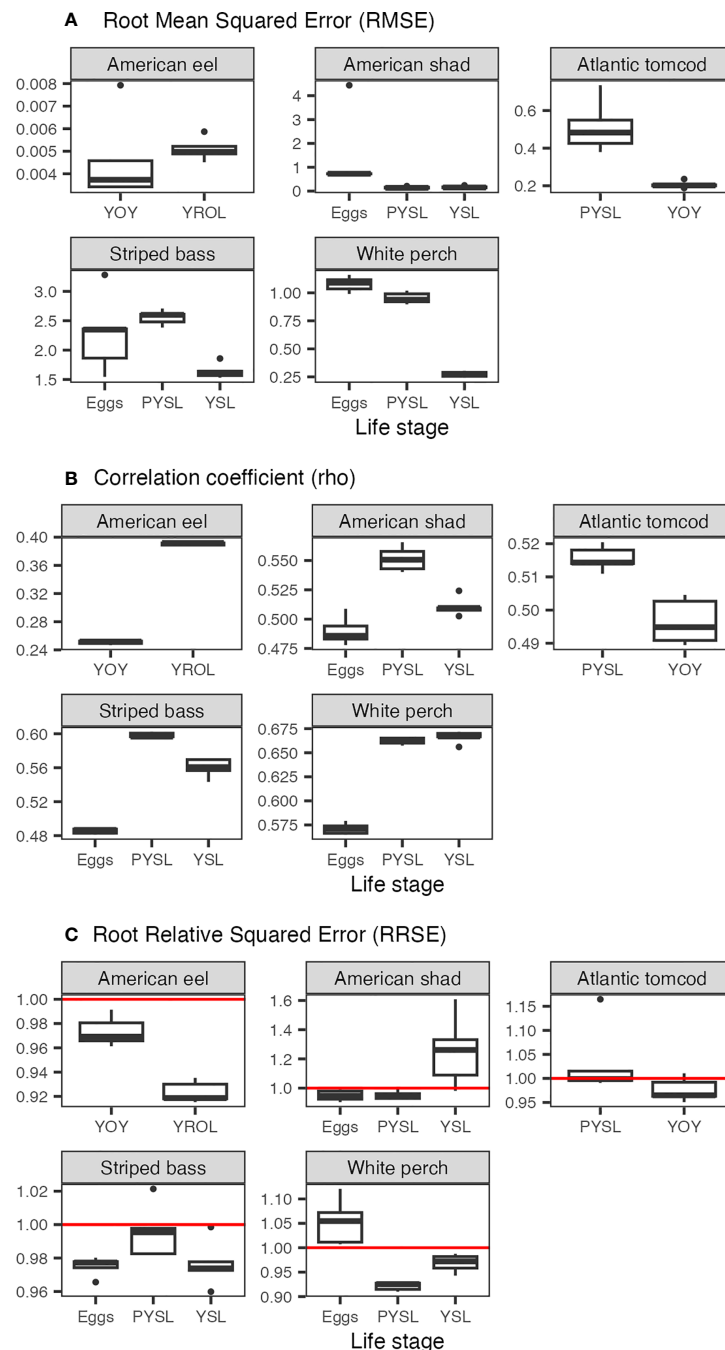 A Root Mean Squared Error (RMSE)
American eel American shad Atlantic tomcod
0.008
0.007
0.006
0.005
0.004
YOY YROL
4
3
2
1
0
Eggs PYSL YSL
0.6
0.4
0.2
PYSL YOY
Striped bass White perch
3.0
2.5
2.0
1.5
Eggs PYSL YSL
1.00
0.75
0.50
0.25
Eggs PYSL YSL
Life stage
B Correlation coefficient (rho)
American eel American shad Atlantic tomcod
0.40
0.36
0.32
0.28
0.24
YOY YROL
0.550
0.525
0.500
0.475
Eggs PYSL YSL
0.52
0.51
0.50
0.49
PYSL YOY
Striped bass White perch
0.60
0.56
0.52
0.48
Eggs PYSL YSL
0.675
0.650
0.625
0.600
0.575
Eggs PYSL YSL
Life stage
C Root Relative Squared Error (RRSE)
American eel American shad Atlantic tomcod
1.00
0.98
0.96
0.94
0.92
YOY YROL
1.6
1.4
1.2
1.0
Eggs PYSL YSL
1.15
1.10
1.05
1.00
0.95
PYSL YOY
Striped bass White perch
1.02
1.00
0.98
0.96
Eggs PYSL YSL
1.10
1.05
1.00
0.95
0.90
Eggs PYSL YSL
Life stage